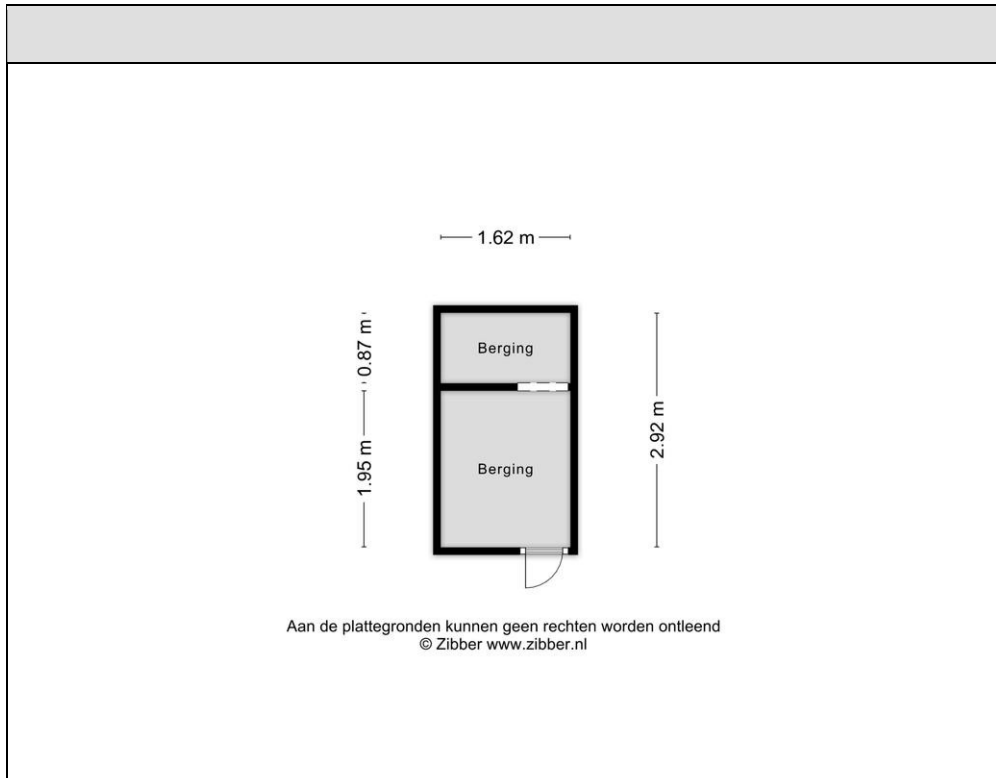 1.62 m
0.87 m
Berging
2.92 m
1.95 m
Berging
Aan de plattegronden kunnen geen rechten worden ontleend
© Zibber www.zibber.nl